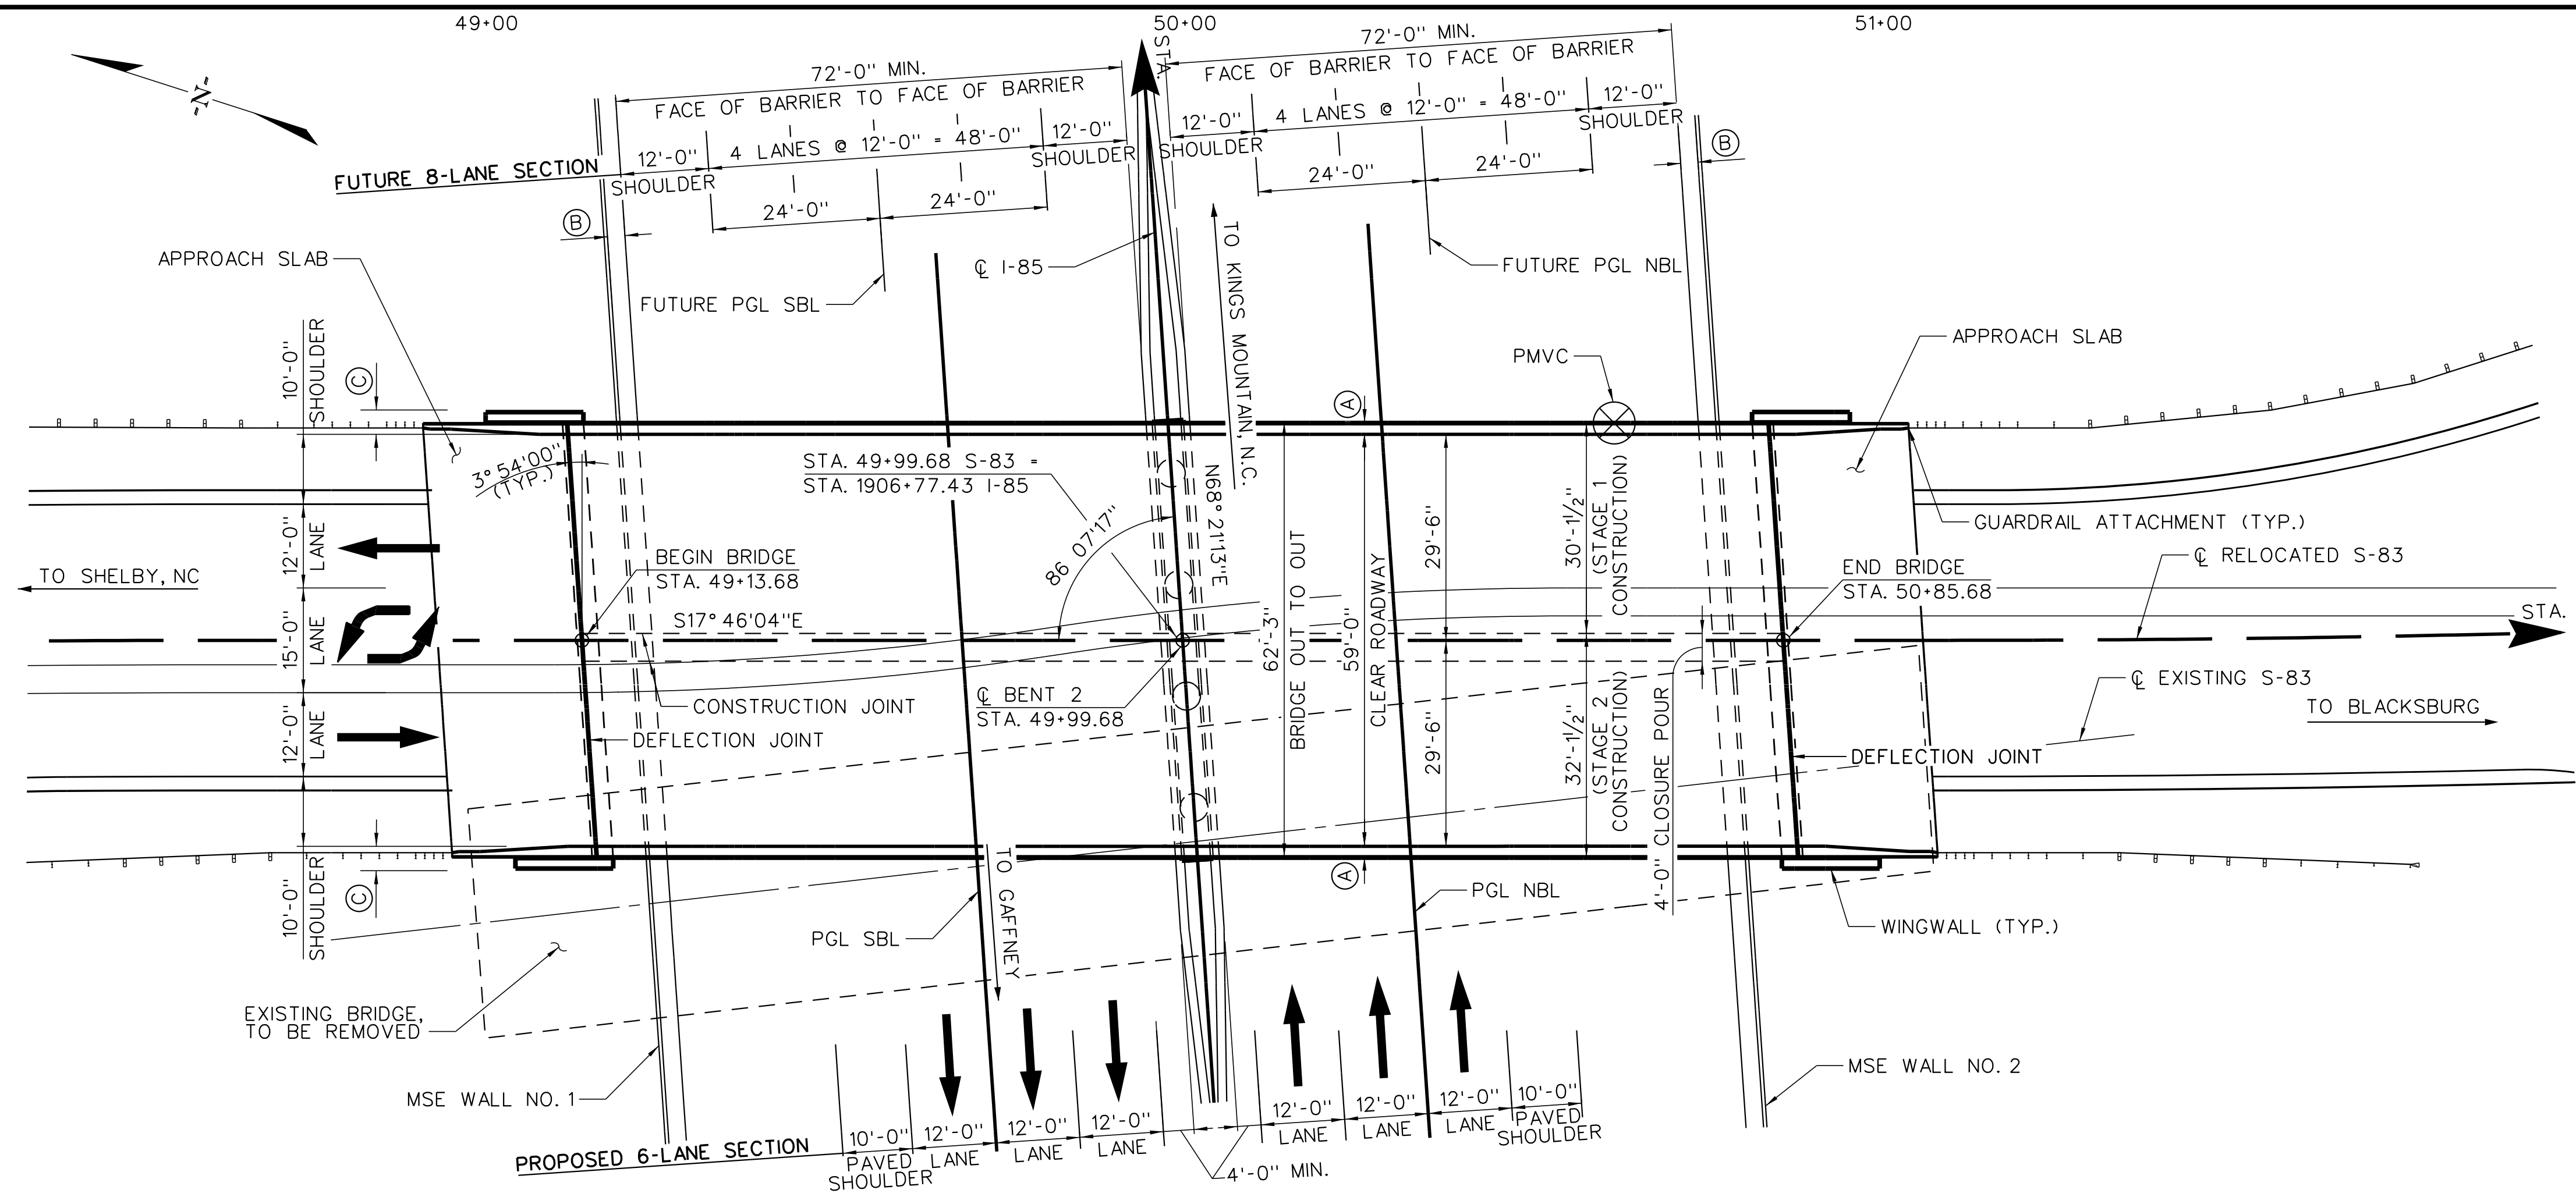 49+00
50+00
51+00
-N-
STA.
72'-0" MIN.
FACE OF BARRIER TO FACE OF BARRIER
12'-0"
SHOULDER
4 LANES @ 12'-0" = 48'-0"
12'-0"
SHOULDER
24'-0"
24'-0"
72'-0" MIN.
FACE OF BARRIER TO FACE OF BARRIER
12'-0"
SHOULDER
4 LANES @ 12'-0" = 48'-0"
12'-0"
SHOULDER
24'-0"
24'-0"
FUTURE 8-LANE SECTION
B
B
APPROACH SLAB
FUTURE PGL SBL
℄ I-85
TO KINGS MOUNTAIN, N.C.
FUTURE PGL NBL
PMVC
APPROACH SLAB
10'-0"
SHOULDER
C
A
3° 54'00"
(TYP.)
STA. 49+99.68 S-83 =
STA. 1906+77.43 I-85
N68° 21'13"E
86 07'17"
GUARDRAIL ATTACHMENT (TYP.)
12'-0"
LANE
TO SHELBY, NC
BEGIN BRIDGE
STA. 49+13.68
S17° 46'04"E
62'-3"
BRIDGE OUT TO OUT
59'-0"
CLEAR ROADWAY
29'-6"
29'-6"
30'-1½"
(STAGE 1
CONSTRUCTION)
32'-1½"
(STAGE 2
CONSTRUCTION)
4'-0" CLOSURE POUR
END BRIDGE
STA. 50+85.68
℄ RELOCATED S-83
STA.
15'-0"
LANE
℄ EXISTING S-83
TO BLACKSBURG
CONSTRUCTION JOINT
℄ BENT 2
STA. 49+99.68
DEFLECTION JOINT
DEFLECTION JOINT
12'-0"
LANE
10'-0"
SHOULDER
C
A
PGL SBL
TO GAFFNEY
PGL NBL
WINGWALL (TYP.)
EXISTING BRIDGE,
TO BE REMOVED
MSE WALL NO. 1
MSE WALL NO. 2
PROPOSED 6-LANE SECTION
10'-0"
PAVED
SHOULDER
12'-0"
LANE
12'-0"
LANE
12'-0"
LANE
4'-0" MIN.
12'-0"
LANE
12'-0"
LANE
12'-0"
LANE
10'-0"
PAVED
SHOULDER